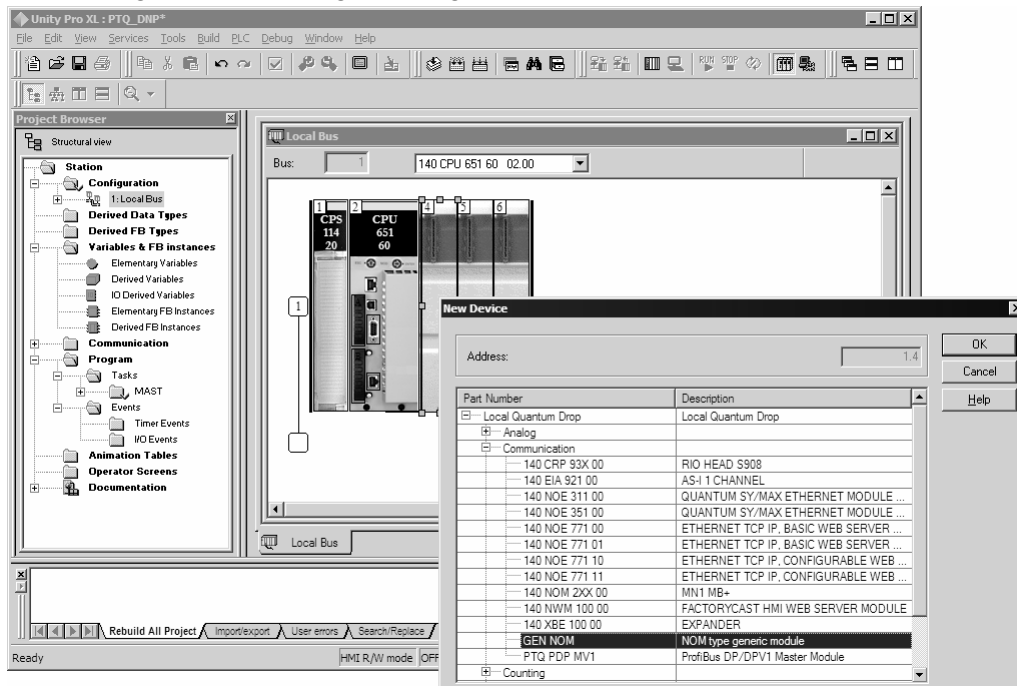 Unity Pro XL : PTQ_DNP*
File Edit View Services Tools Build PLC Debug Window Help
RUN STOP
Project Browser
Structural view
Station
Configuration
1: Local Bus
Derived Data Types
Derived FB Types
Variables & FB instances
Elementary Variables
Derived Variables
IO Derived Variables
Elementary FB Instances
Derived FB Instances
Communication
Program
Tasks
MAST
Events
Timer Events
I/O Events
Animation Tables
Operator Screens
Documentation
Local Bus
Bus: 1 140 CPU 651 60 02.00
1 2 4 5 6
CPS CPU
114 651
20 60
1
Local Bus
New Device
Address: 1.4
OK
Cancel
Help
Part Number Description
Local Quantum Drop Local Quantum Drop
Analog
Communication
140 CRP 93X 00 RIO HEAD S908
140 EIA 921 00 AS-I 1 CHANNEL
140 NOE 311 00 QUANTUM SY/MAX ETHERNET MODULE ...
140 NOE 351 00 QUANTUM SY/MAX ETHERNET MODULE ...
140 NOE 771 00 ETHERNET TCP IP, BASIC WEB SERVER ...
140 NOE 771 01 ETHERNET TCP IP, BASIC WEB SERVER ...
140 NOE 771 10 ETHERNET TCP IP, CONFIGURABLE WEB ...
140 NOE 771 11 ETHERNET TCP IP, CONFIGURABLE WEB ...
140 NOM 2XX 00 MN1 MB+
140 NWM 100 00 FACTORYCAST HMI WEB SERVER MODULE
140 XBE 100 00 EXPANDER
GEN NOM NOM type generic module
PTQ PDP MV1 ProfiBus DP/DPV1 Master Module
Counting
Rebuild All Project Import/export User errors Search/Replace
Ready HMI R/W mode OFF